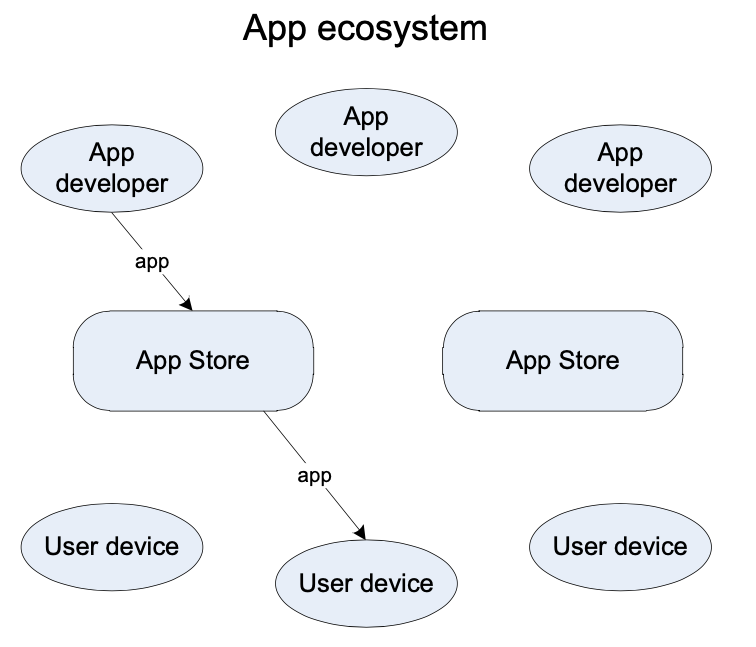 App ecosystem
App
developer
App
developer
App
developer
app
App Store
App Store
app
User device
User device
User device